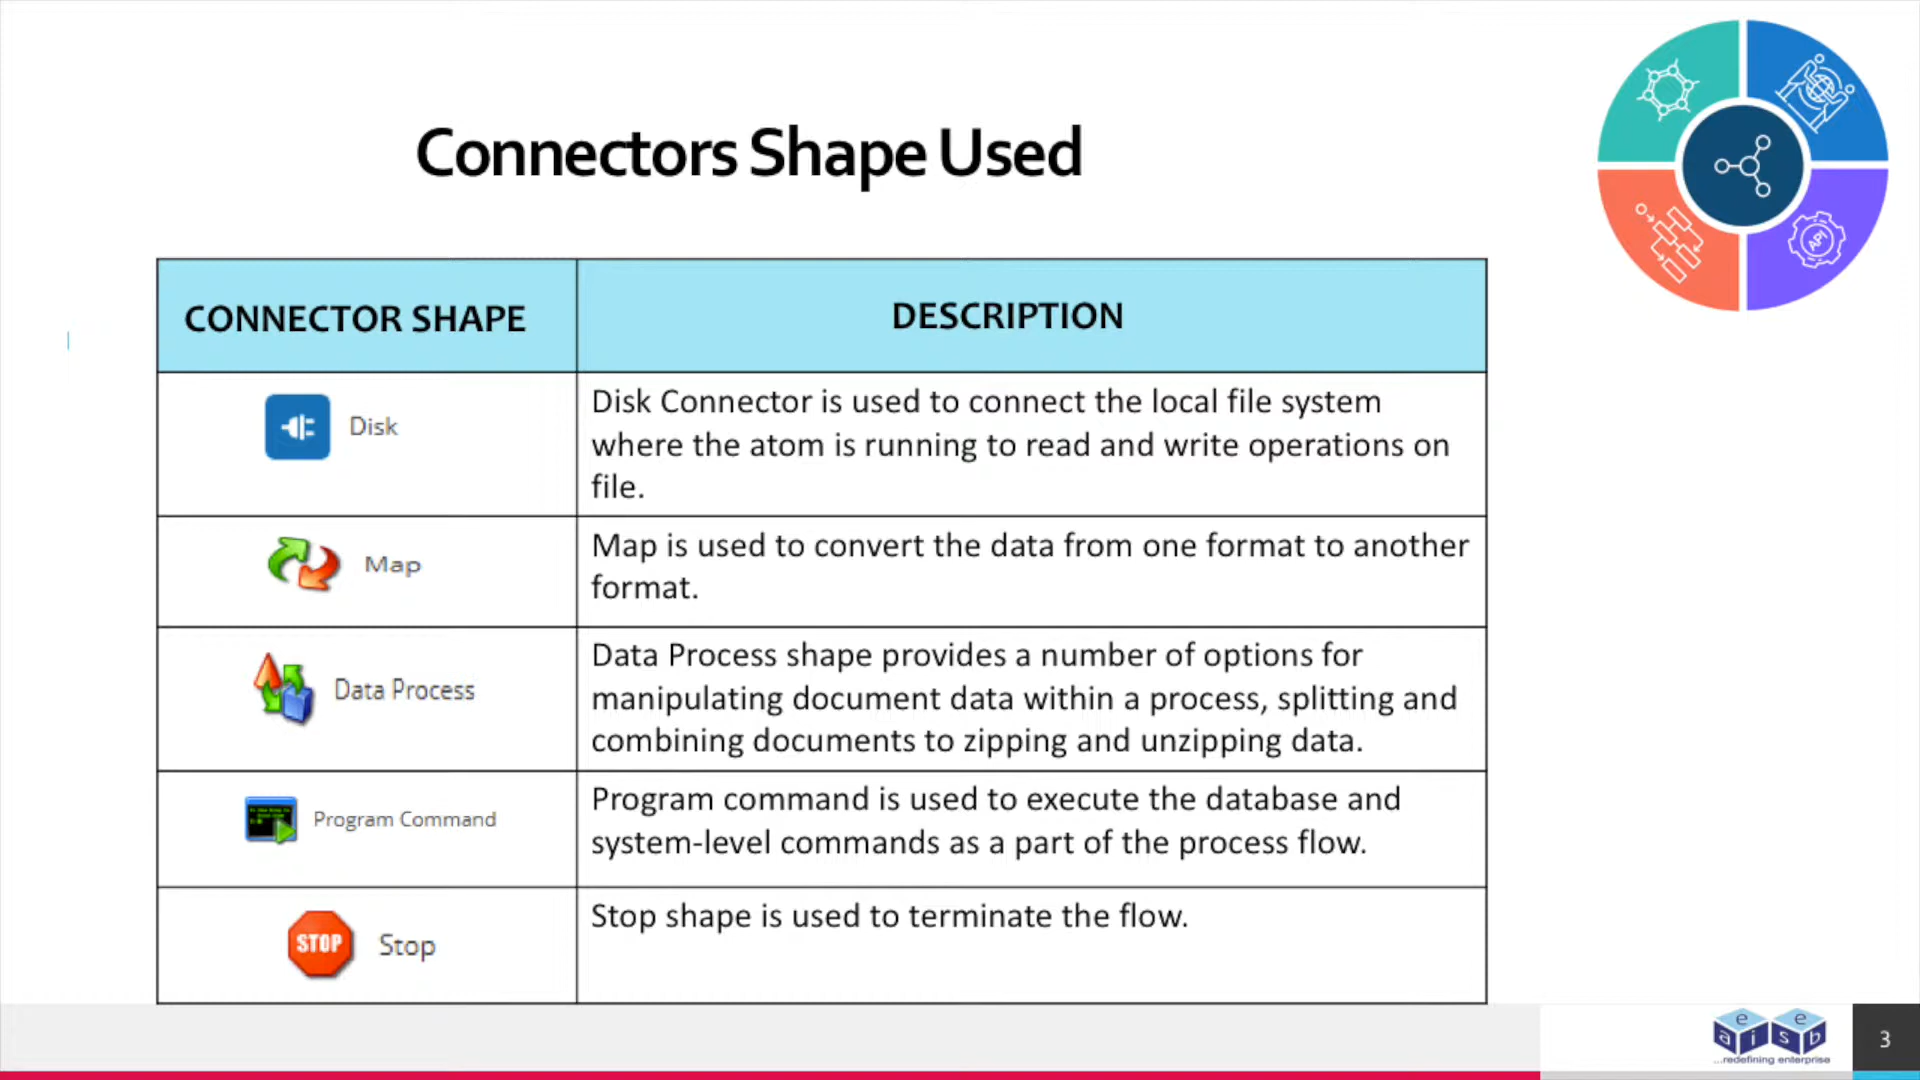 Connectors Shape Used
API
CONNECTOR SHAPE
DESCRIPTION
Disk
Disk Connector is used to connect the local file system
where the atom is running to read and write operations on
file.
Map
Map is used to convert the data from one format to another
format.
Data Process
Data Process shape provides a number of options for
manipulating document data within a process, splitting and
combining documents to zipping and unzipping data.
Program Command
Program command is used to execute the database and
system-level commands as a part of the process flow.
STOP
Stop
Stop shape is used to terminate the flow.
e e
a i s b
...redefining enterprise
3